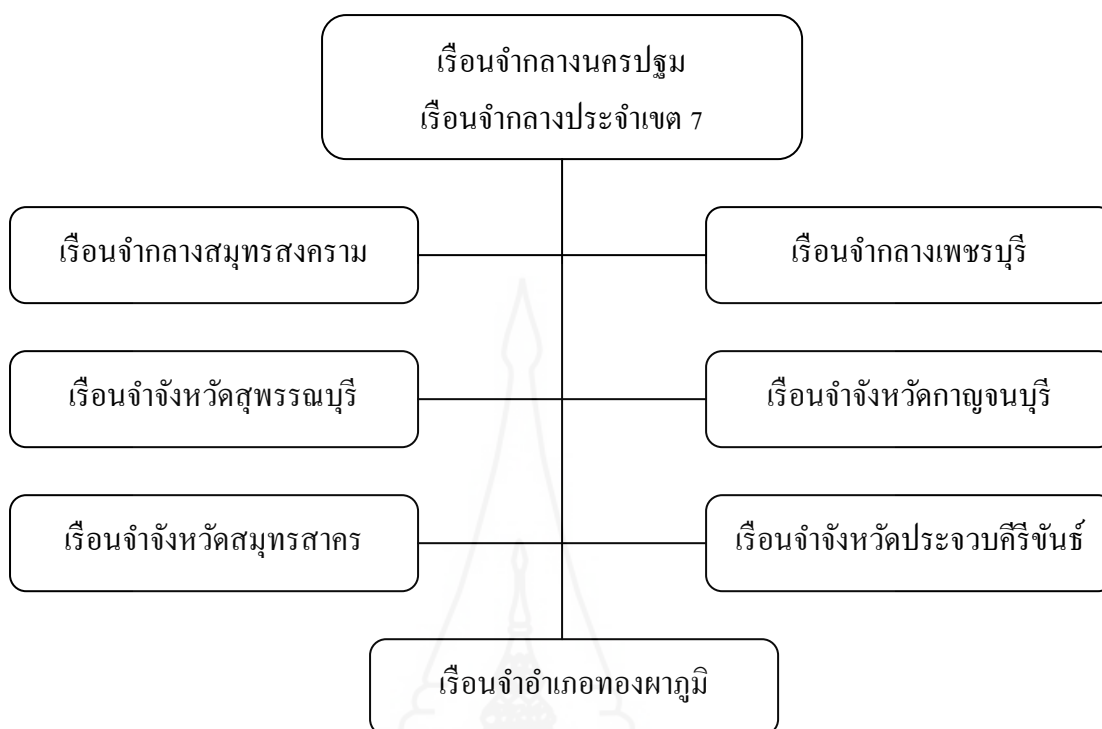 เรือนจำกลางนครปฐม
เรือนจำกลางประจำเขต 7
เรือนจำกลางสมุทรสงคราม
เรือนจำกลางเพชรบุรี
เรือนจำจังหวัดสุพรรณบุรี
เรือนจำจังหวัดกาญจนบุรี
เรือนจำจังหวัดสมุทรสาคร
เรือนจำจังหวัดประจวบคีรีขันธ์
เรือนจำอำเภอทองผาภูมิ